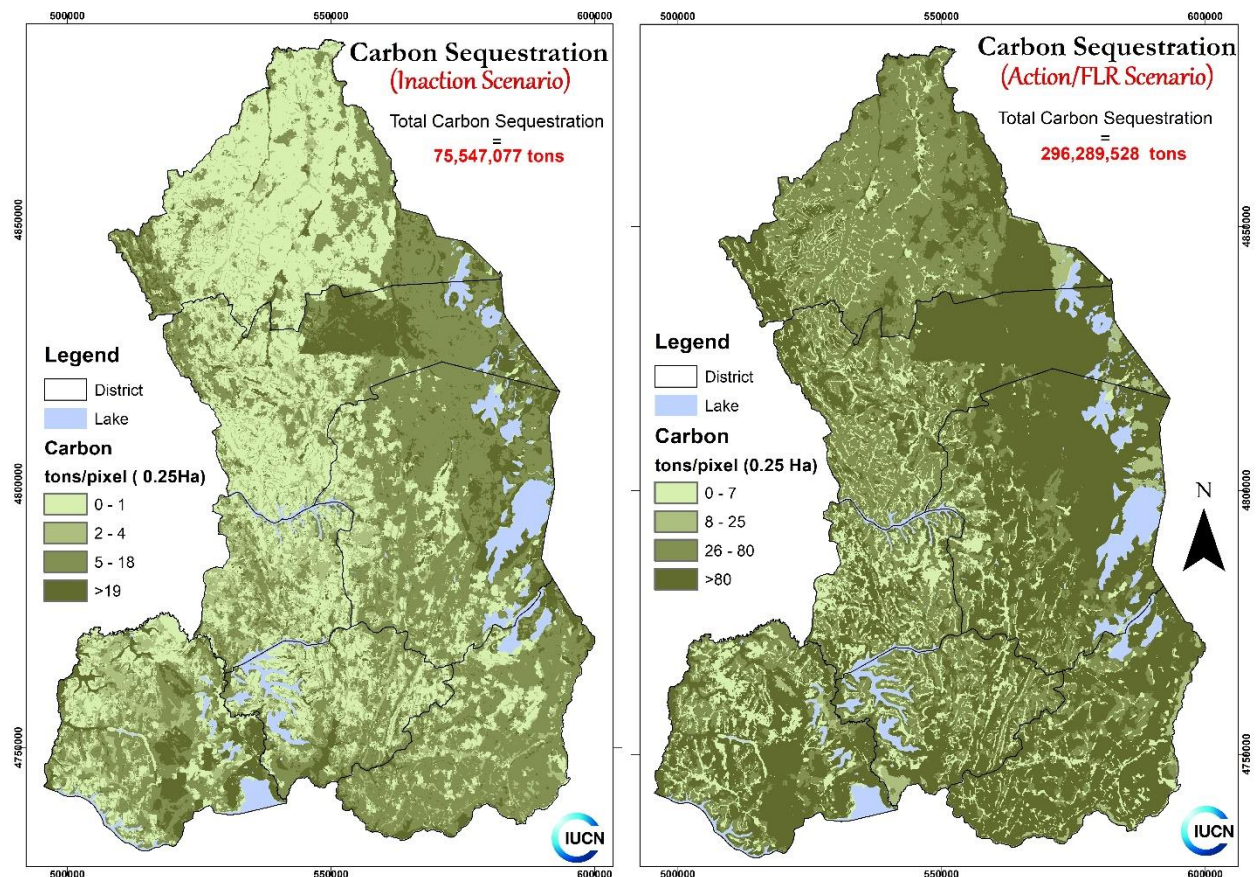 500000 550000 600000
Carbon Sequestration
(Inaction Scenario)
Total Carbon Sequestration
=
75,547,077 tons
4850000
4800000
4750000
Legend
District
Lake
Carbon
tons/pixel ( 0.25Ha)
0 - 1
2 - 4
5 - 18
>19
IUCN
500000 550000 600000
500000 550000 600000
Carbon Sequestration
(Action/FLR Scenario)
Total Carbon Sequestration
=
296,289,528 tons
4850000
4800000
4750000
Legend
District
Lake
Carbon
tons/pixel (0.25 Ha)
0 - 7
8 - 25
26 - 80
>80
N
IUCN
500000 550000 600000